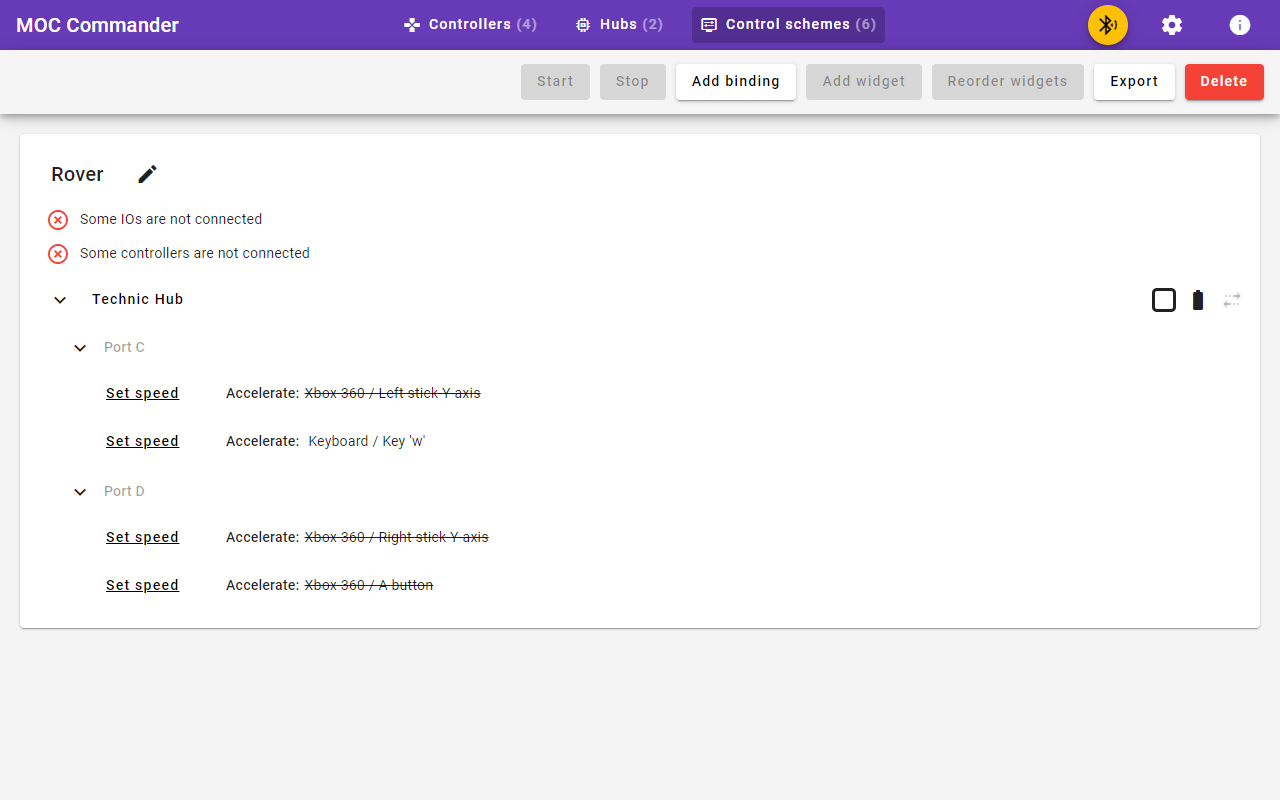 MOC Commander Controllers (4) Hubs (2) Control schemes (6)
Start Stop Add binding Add widget Reorder widgets Export Delete
Rover
Some IOs are not connected
Some controllers are not connected
Technic Hub
Port C
Set speed Accelerate: Xbox 360 / Left stick Y axis
Set speed Accelerate: Keyboard / Key 'w'
Port D
Set speed Accelerate: Xbox 360 / Right stick Y axis
Set speed Accelerate: Xbox 360 / A button